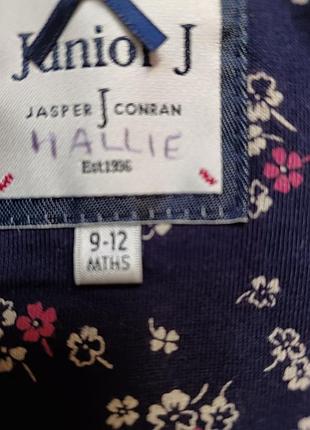 Junior J
JASPER J CONRAN
HALLIE
Est1996
9-12
MTHS